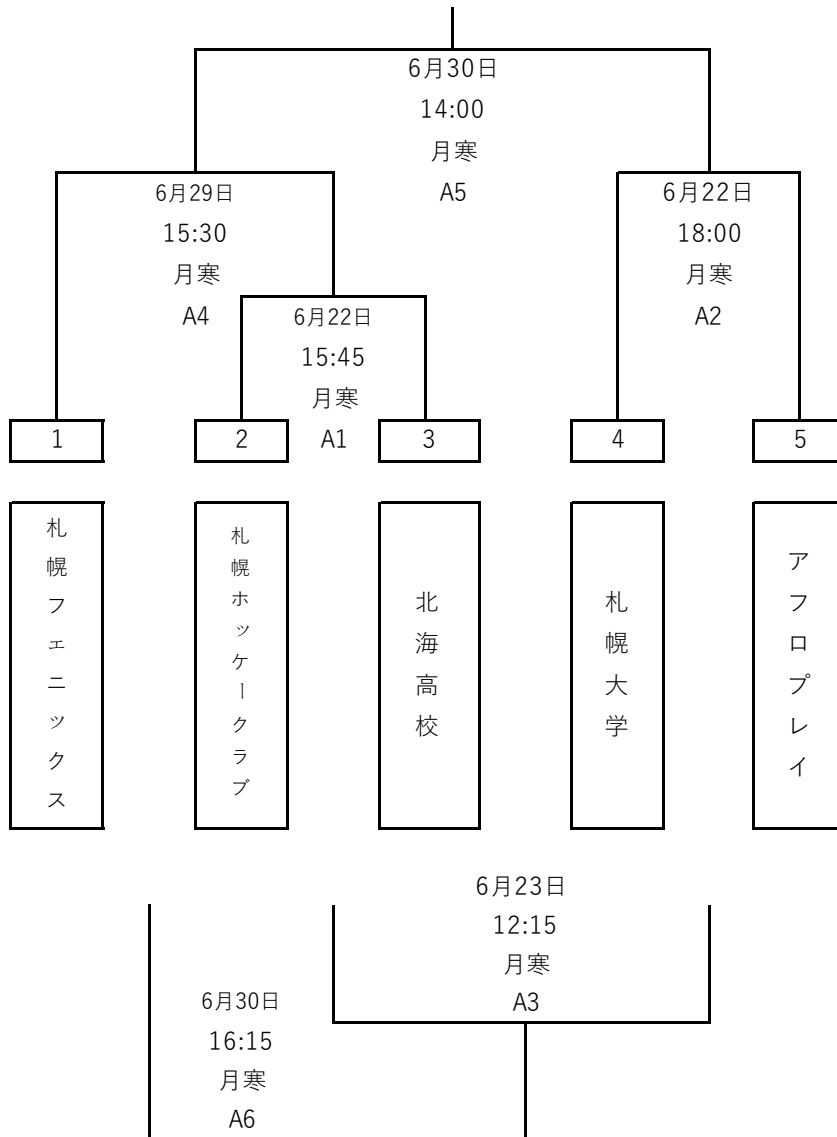 6月30日
14:00
月寒
A5
6月29日
15:30
月寒
A4
6月22日
18:00
月寒
A2
6月22日
15:45
月寒
A1
1
2
3
4
5
札幌フェニックス
札幌ホッケークラブ
北海高校
札幌大学
アフロプレイ
6月23日
12:15
月寒
A3
6月30日
16:15
月寒
A6